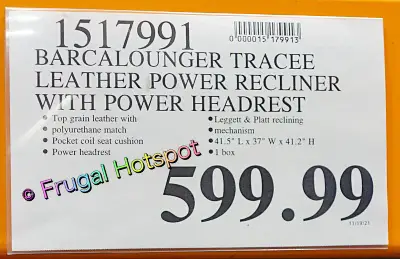 1517991
0 000015 179913
BARCALOUNGER TRACEE
LEATHER POWER RECLINER
WITH POWER HEADREST
• Top grain leather with
• polyurethane match
• Pocket coil seat cushion
• Power headrest
• Leggett & Platt reclining
• mechanism
• 41.5" L x 37" W x 41.2" H
• 1 box
© Frugal Hotspot
599.99